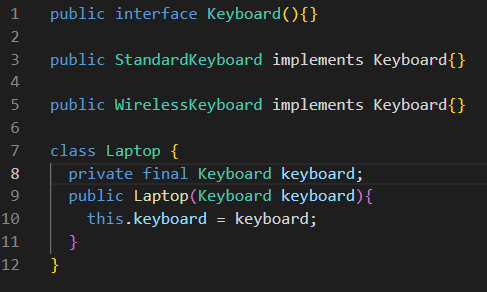 1 public interface Keyboard(){}
2
3 public StandardKeyboard implements Keyboard{}
4
5 public WirelessKeyboard implements Keyboard{}
6
7 class Laptop {
8 private final Keyboard keyboard;
9 public Laptop(Keyboard keyboard){
10 this.keyboard = keyboard;
11 }
12 }